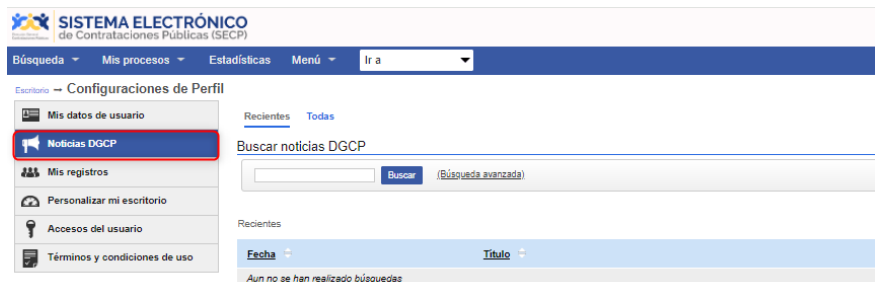 SISTEMA ELECTRÓNICO
de Contrataciones Públicas (SECP)
Búsqueda Mis procesos Estadísticas Menú Ir a
Escritorio → Configuraciones de Perfil
Mis datos de usuario
Noticias DGCP
Mis registros
Personalizar mi escritorio
Accesos del usuario
Términos y condiciones de uso
Recientes Todas
Buscar noticias DGCP
Buscar (Búsqueda avanzada)
Recientes
Fecha Título
Aun no se han realizado búsquedas